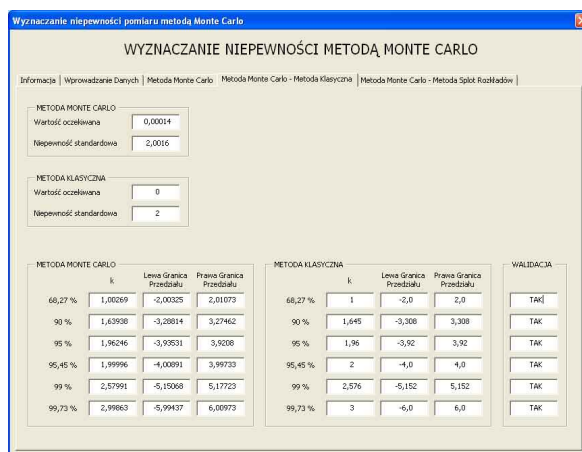 Wyznaczanie niepewności pomiaru metodą Monte Carlo
WYZNACZANIE NIEPEWNOŚCI METODĄ MONTE CARLO
Informacja | Wprowadzanie Danych | Metoda Monte Carlo | Metoda Monte Carlo - Metoda Klasyczna | Metoda Monte Carlo - Metoda Splot Rozkładów
METODA MONTE CARLO
Wartość oczekiwana 0,00014
Niepewność standardowa 2,0016
METODA KLASYCZNA
Wartość oczekiwana 0
Niepewność standardowa 2
METODA MONTE CARLO METODA KLASYCZNA WALIDACJA
k Lewa Granica Przedziału Prawa Granica Przedziału k Lewa Granica Przedziału Prawa Granica Przedziału
68,27 % 1,00269 -2,00325 2,01073 68,27 % 1 -2,0 2,0 TAK
90 % 1,63938 -3,28814 3,27462 90 % 1,645 -3,308 3,308 TAK
95 % 1,96246 -3,93531 3,9208 95 % 1,96 -3,92 3,92 TAK
95,45 % 1,99996 -4,00891 3,99733 95,45 % 2 -4,0 4,0 TAK
99 % 2,57991 -5,15068 5,17723 99 % 2,576 -5,152 5,152 TAK
99,73 % 2,99863 -5,99437 6,00973 99,73 % 3 -6,0 6,0 TAK